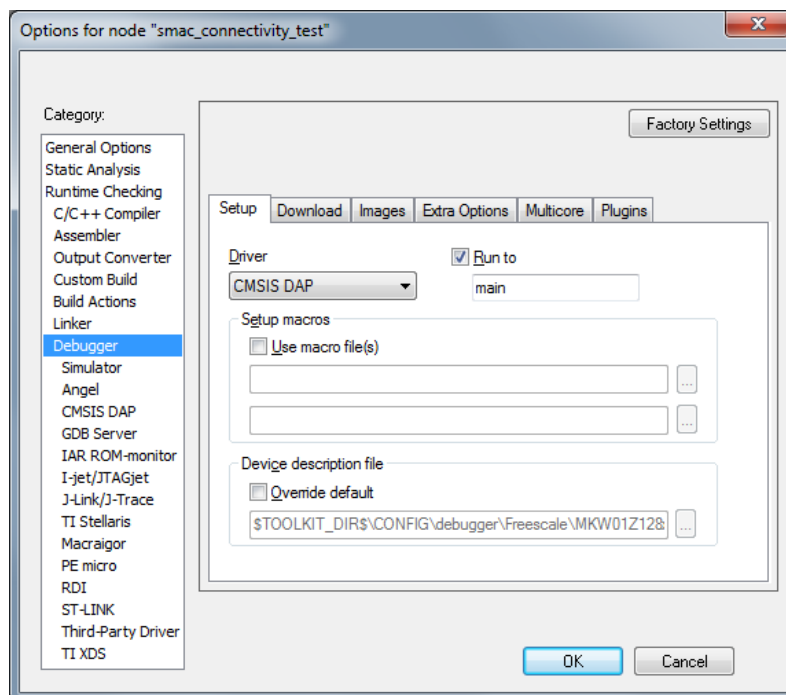 Options for node "smac_connectivity_test"
Category:
Factory Settings
General Options
Static Analysis
Runtime Checking
C/C++ Compiler
Assembler
Output Converter
Custom Build
Build Actions
Linker
Debugger
Simulator
Angel
CMSIS DAP
GDB Server
IAR ROM-monitor
I-jet/JTAGjet
J-Link/J-Trace
TI Stellaris
Macraigor
PE micro
RDI
ST-LINK
Third-Party Driver
TI XDS
Setup Download Images Extra Options Multicore Plugins
Driver
Run to
CMSIS DAP
main
Setup macros
Use macro file(s)
...
...
Device description file
Override default
$TOOLKIT_DIR$\CONFIG\debugger\Freescale\MKW01Z128
...
OK Cancel